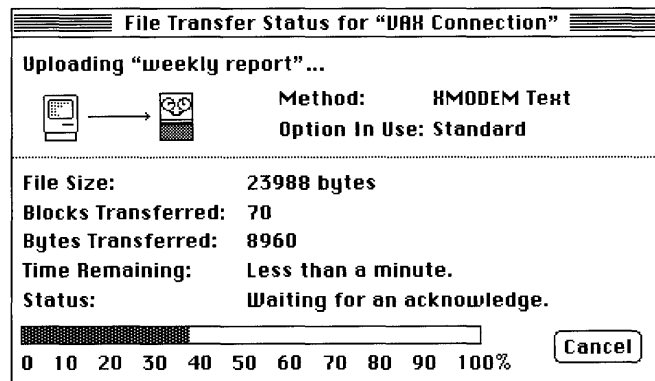 File Transfer Status for “VAX Connection”
Uploading “weekly report”...
Method: XMODEM Text
Option In Use: Standard
File Size: 23988 bytes
Blocks Transferred: 70
Bytes Transferred: 8960
Time Remaining: Less than a minute.
Status: Waiting for an acknowledge.
Cancel
0 10 20 30 40 50 60 70 80 90 100%